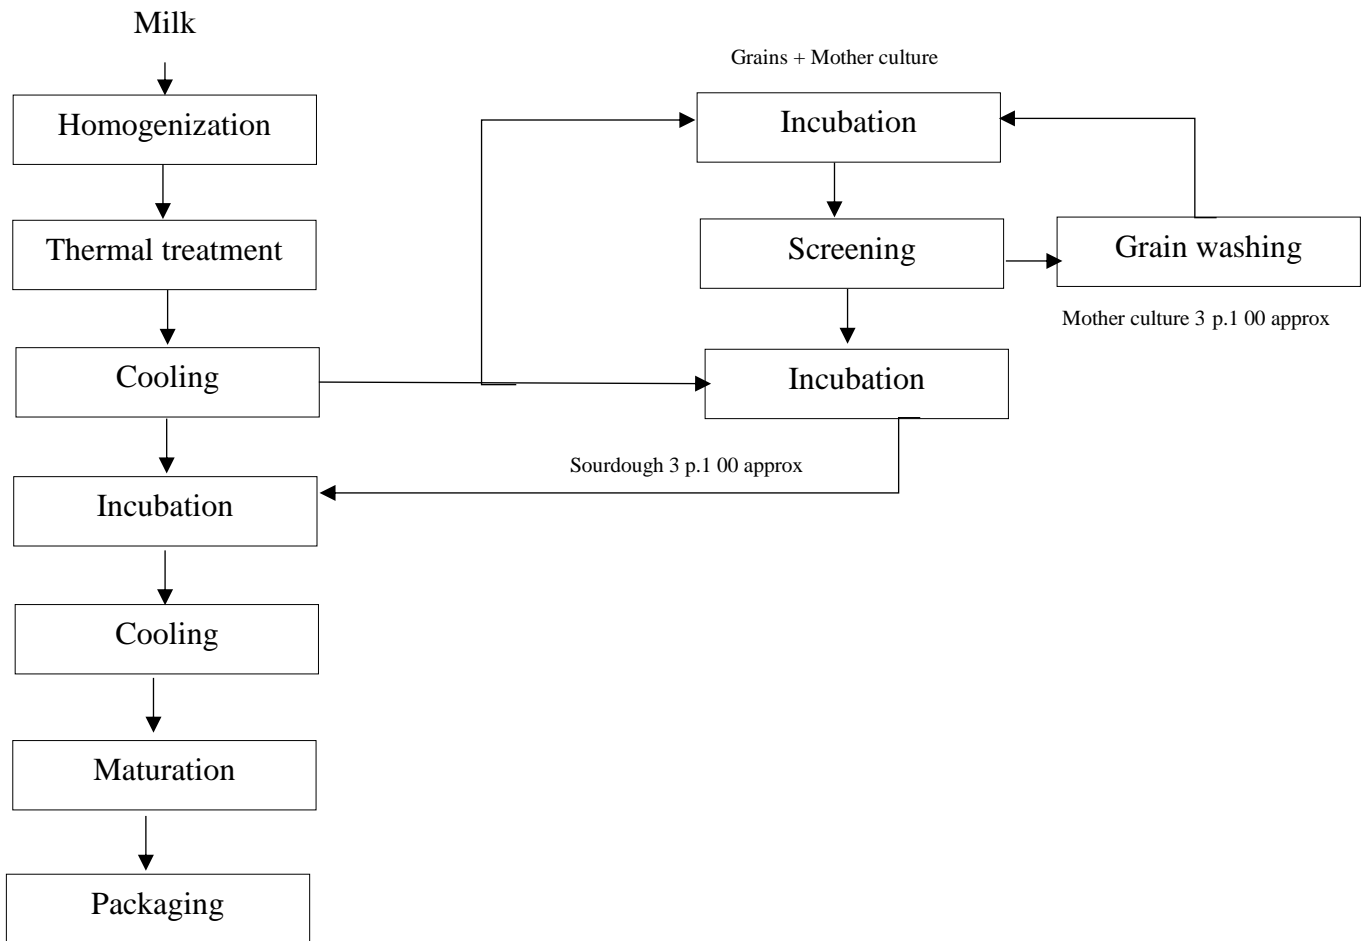 Milk
Homogenization
Thermal treatment
Cooling
Incubation
Cooling
Maturation
Packaging
Grains + Mother culture
Incubation
Screening
Grain washing
Mother culture 3 p.1 00 approx
Incubation
Sourdough 3 p.1 00 approx